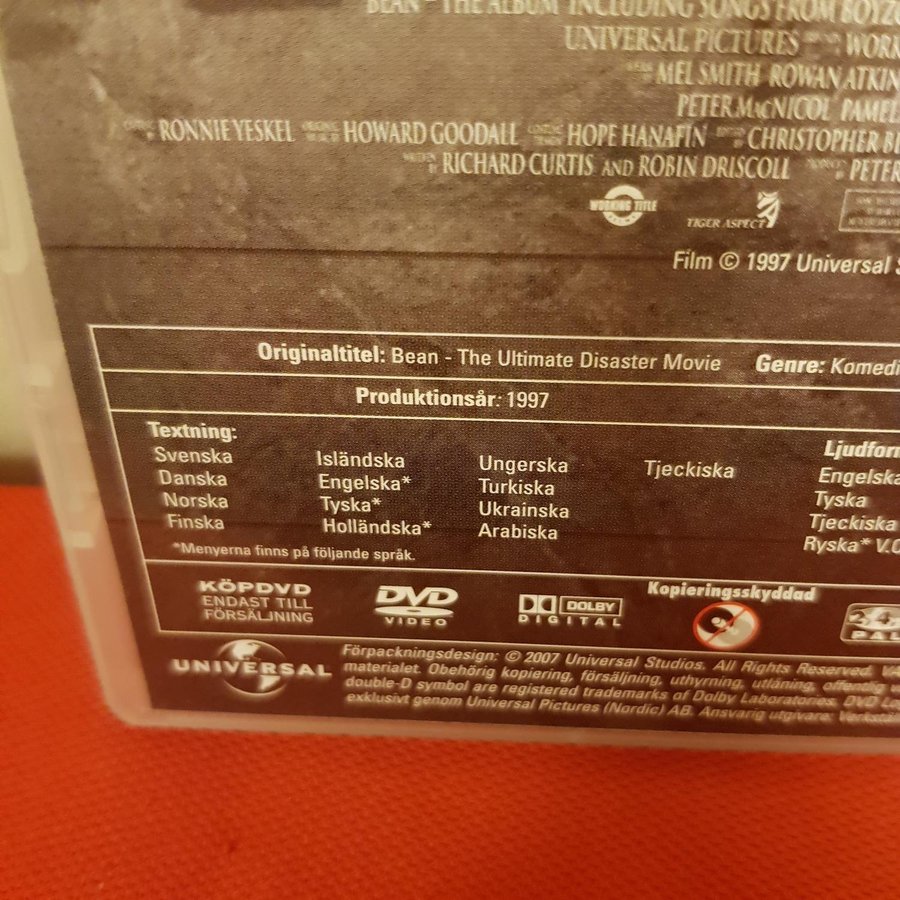 BEAN - THE ALBUM INCLUDING SONGS FROM
UNIVERSAL PICTURES
MEL SMITH ROWAN
PETER MACNICOL
RONNIE YESKEL HOWARD GOODALL HOPE HANAFIN CHRISTOPHER
BY RICHARD CURTIS AND ROBIN DRISCOLL PETER
WORKING TITLE
TIGER ASPECT
Film © 1997 Universal
Originaltitel: Bean - The Ultimate Disaster Movie Genre: Komedi
Produktionsår: 1997
Textning:
Svenska Isländska Ungerska Tjeckiska
Danska Engelska* Turkiska
Norska Tyska* Ukrainska
Finska Holländska* Arabiska
Ljudfor
Engelska
Tyska
Tjeckiska
Ryska* V.O
*Menyerna finns på följande språk.
KÖPDVD
ENDAST TILL
FÖRSÄLJNING
DVD
VIDEO
DOLBY
DIGITAL
Kopieringsskyddad
PAL
UNIVERSAL
Förpackningsdesign: © 2007 Universal Studios. All Rights Reserved.
materialet. Obehörig kopiering, försäljning, uthyrning, utlåning, offentlig
double-D symbol are registered trademarks of Dolby Laboratories. DVD
exklusivt genom Universal Pictures (Nordic) AB. Ansvarig utgivare: